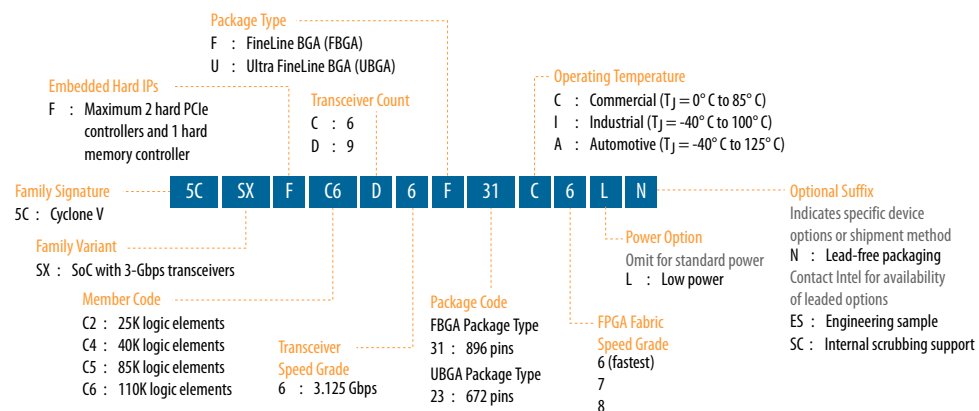 Package Type
F : FineLine BGA (FBGA)
U : Ultra FineLine BGA (UBGA)
Embedded Hard IPs
F : Maximum 2 hard PCIe
controllers and 1 hard
memory controller
Transceiver Count
C : 6
D : 9
Operating Temperature
C : Commercial (TJ = 0° C to 85° C)
I : Industrial (TJ = -40° C to 100° C)
A : Automotive (TJ = -40° C to 125° C)
5C SX F C6 D 6 F 31 C 6 L N
Family Signature
5C : Cyclone V
Family Variant
SX : SoC with 3-Gbps transceivers
Member Code
C2 : 25K logic elements
C4 : 40K logic elements
C5 : 85K logic elements
C6 : 110K logic elements
Transceiver
Speed Grade
6 : 3.125 Gbps
Package Code
FBGA Package Type
31 : 896 pins
UBGA Package Type
23 : 672 pins
FPGA Fabric
Speed Grade
6 (fastest)
7
8
Power Option
Omit for standard power
L : Low power
Optional Suffix
Indicates specific device
options or shipment method
N : Lead-free packaging
Contact Intel for availability
of leaded options
ES : Engineering sample
SC : Internal scrubbing support